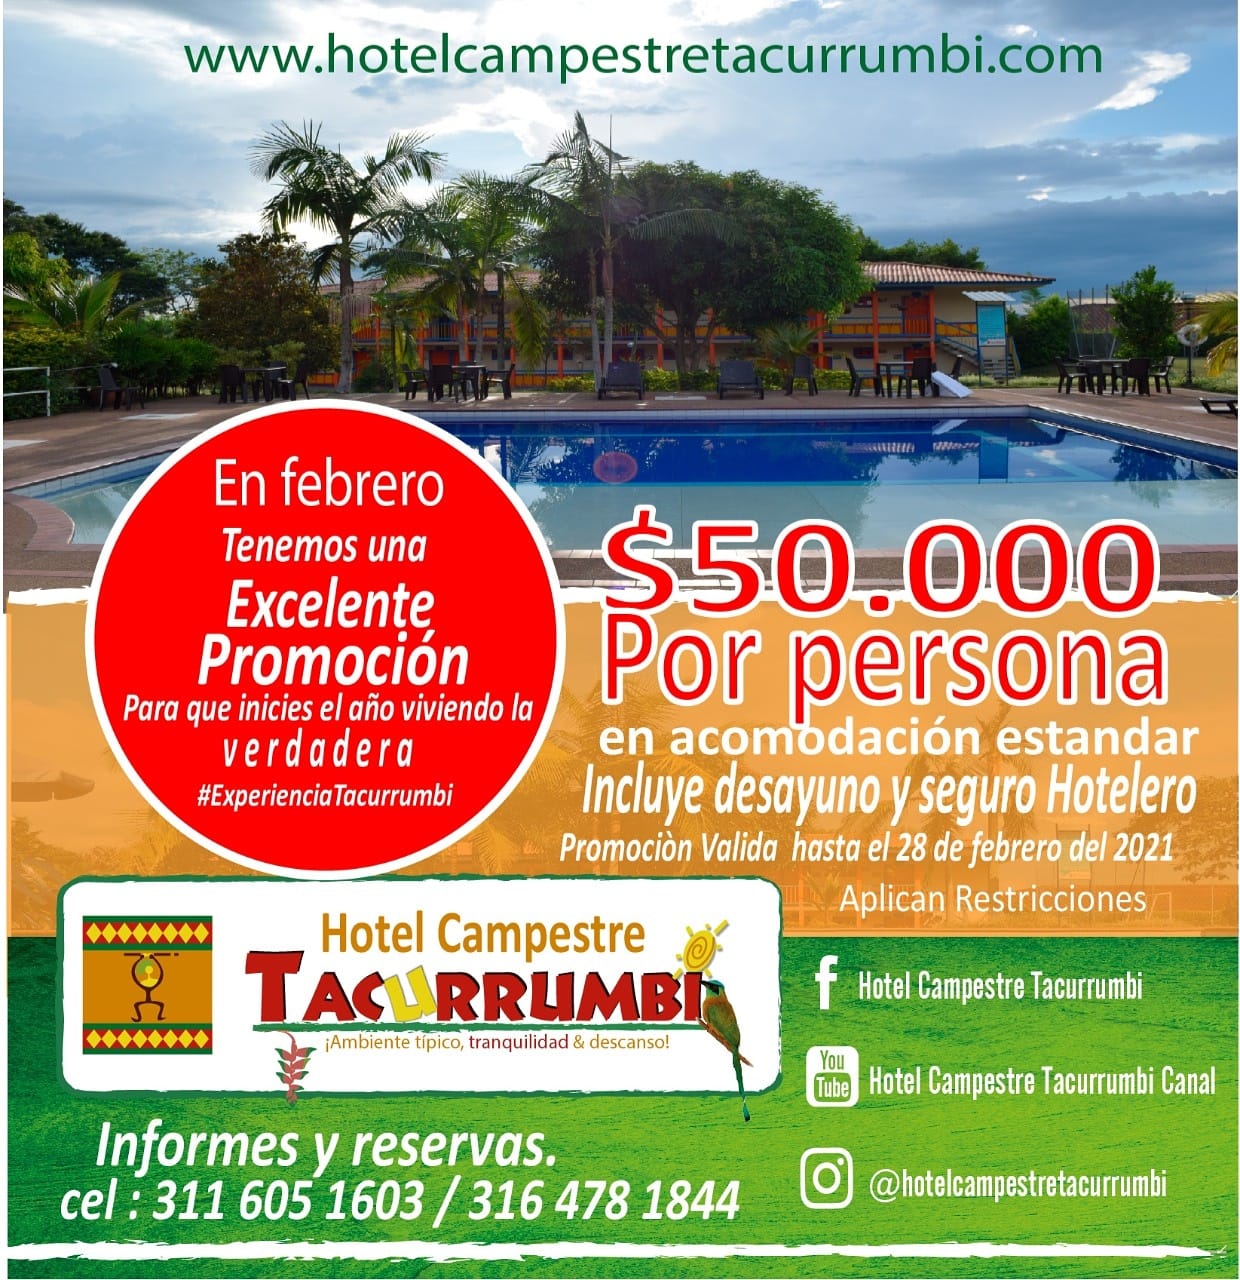 www.hotelcampestretacurrumbi.com
En febrero
Tenemos una
Excelente
Promoción
Para que inicies el año viviendo la
verdadera
#ExperienciaTacurrumbi
$50.000
Por persona
en acomodación estandar
Incluye desayuno y seguro Hotelero
Promociòn Valida hasta el 28 de febrero del 2021
Aplican Restricciones
Hotel Campestre
TACURRUMBI
¡Ambiente típico, tranquilidad & descanso!
Informes y reservas.
cel : 311 605 1603 / 316 478 1844
f Hotel Campestre Tacurrumbi
You
Tube Hotel Campestre Tacurrumbi Canal
@hotelcampestretacurrumbi